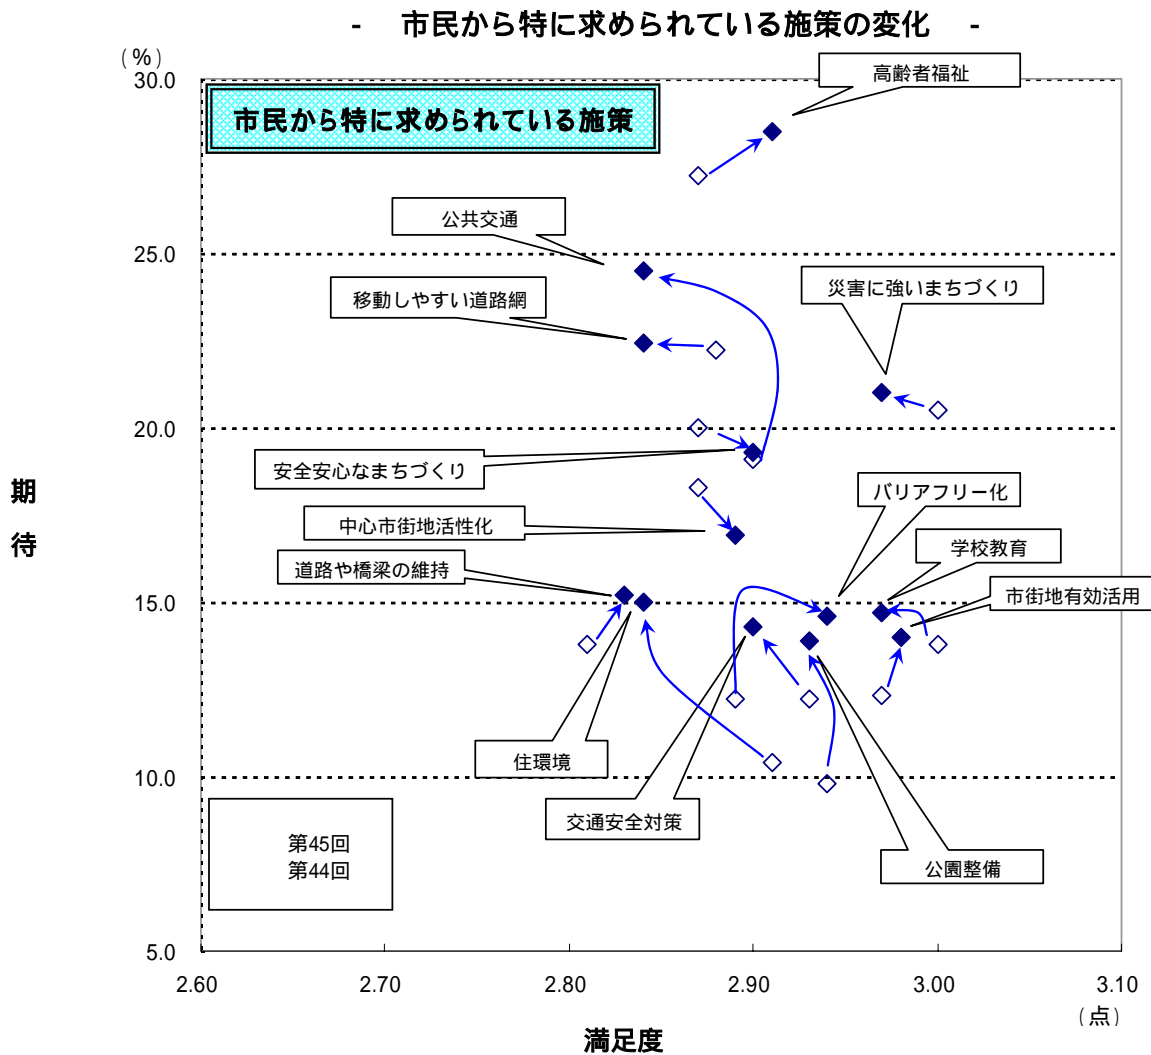 - 市民から特に求められている施策の変化 -
(%)
30.0
25.0
20.0
15.0
10.0
5.0
市民から特に求められている施策
高齢者福祉
公共交通
移動しやすい道路網
災害に強いまちづくり
安全安心なまちづくり
バリアフリー化
中心市街地活性化
学校教育
道路や橋梁の維持
市街地有効活用
住環境
交通安全対策
公園整備
第45回
第44回
期
待
2.60 2.70 2.80 2.90 3.00 3.10
(点)
満足度